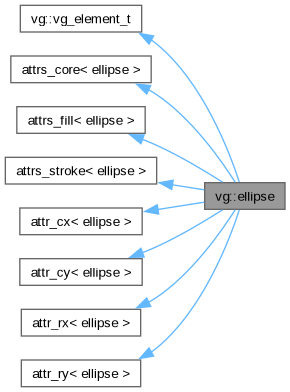 vg::vg_element_t
attrs_core< ellipse >
attrs_fill< ellipse >
attrs_stroke< ellipse >
vg::ellipse
attr_cx< ellipse >
attr_cy< ellipse >
attr_rx< ellipse >
attr_ry< ellipse >